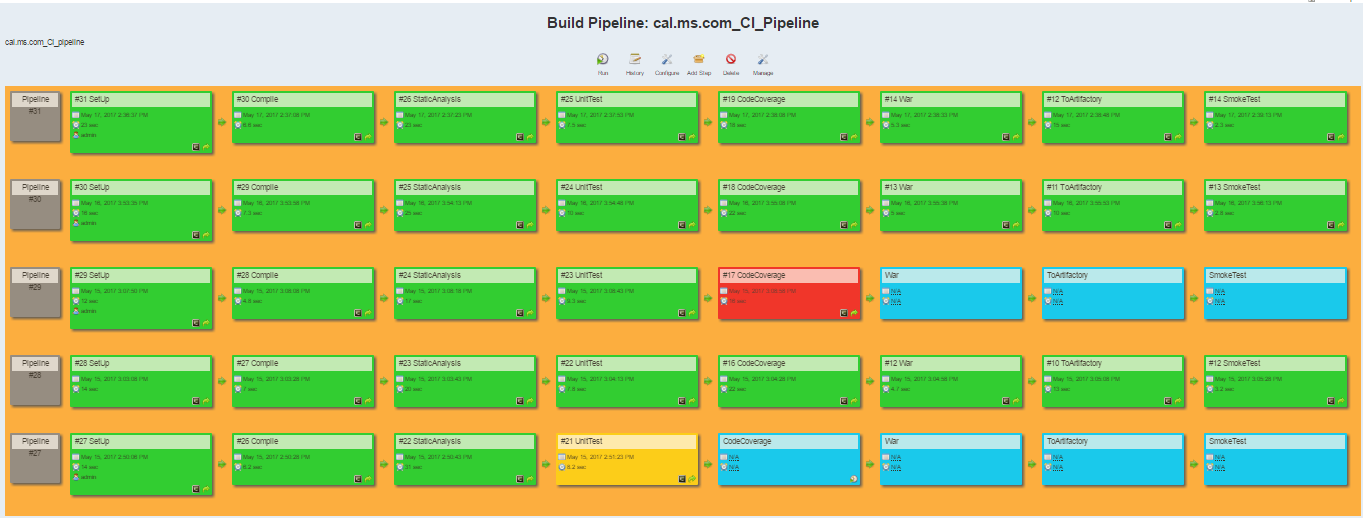 Build Pipeline: cal.ms.com_CI_Pipeline
cal.ms.com_CI_pipeline
Run History Configure Add Step Delete Manage
Pipeline #31 SetUp #30 Compile #26 StaticAnalysis #25 UnitTest #19 CodeCoverage #14 War #12 ToArtifactory #14 SmokeTest
#31
May 17, 2017 2:36:37 PM May 17, 2017 2:37:08 PM May 17, 2017 2:37:23 PM May 17, 2017 2:37:53 PM May 17, 2017 2:38:08 PM May 17, 2017 2:38:33 PM May 17, 2017 2:38:48 PM May 17, 2017 2:39:13 PM
23 sec 6.6 sec 23 sec 7.5 sec 18 sec 5.3 sec 15 sec 2.3 sec
admin
Pipeline #30 SetUp #29 Compile #25 StaticAnalysis #24 UnitTest #18 CodeCoverage #13 War #11 ToArtifactory #13 SmokeTest
#30
May 16, 2017 3:53:35 PM May 16, 2017 3:53:58 PM May 16, 2017 3:54:13 PM May 16, 2017 3:54:48 PM May 16, 2017 3:55:08 PM May 16, 2017 3:55:38 PM May 16, 2017 3:55:53 PM May 16, 2017 3:56:13 PM
16 sec 7.3 sec 25 sec 10 sec 22 sec 5 sec 10 sec 2.6 sec
admin
Pipeline #29 SetUp #28 Compile #24 StaticAnalysis #23 UnitTest #17 CodeCoverage War ToArtifactory SmokeTest
#29
May 15, 2017 3:07:50 PM May 15, 2017 3:08:08 PM May 15, 2017 3:08:18 PM May 15, 2017 3:08:43 PM May 15, 2017 3:08:58 PM N/A N/A N/A
12 sec 4.8 sec 17 sec 9.3 sec 16 sec N/A N/A N/A
admin
Pipeline #28 SetUp #27 Compile #23 StaticAnalysis #22 UnitTest #16 CodeCoverage #12 War #10 ToArtifactory #12 SmokeTest
#28
May 15, 2017 3:03:08 PM May 15, 2017 3:03:28 PM May 15, 2017 3:03:43 PM May 15, 2017 3:04:13 PM May 15, 2017 3:04:28 PM May 15, 2017 3:04:58 PM May 15, 2017 3:05:08 PM May 15, 2017 3:05:28 PM
14 sec 7 sec 20 sec 7.8 sec 22 sec 4.7 sec 13 sec 3.2 sec
Pipeline #27 SetUp #26 Compile #22 StaticAnalysis #21 UnitTest CodeCoverage War ToArtifactory SmokeTest
#27
May 15, 2017 2:50:06 PM May 15, 2017 2:50:28 PM May 15, 2017 2:50:43 PM May 15, 2017 2:51:23 PM N/A N/A N/A N/A
14 sec 6.2 sec 31 sec 8.2 sec N/A N/A N/A N/A
admin